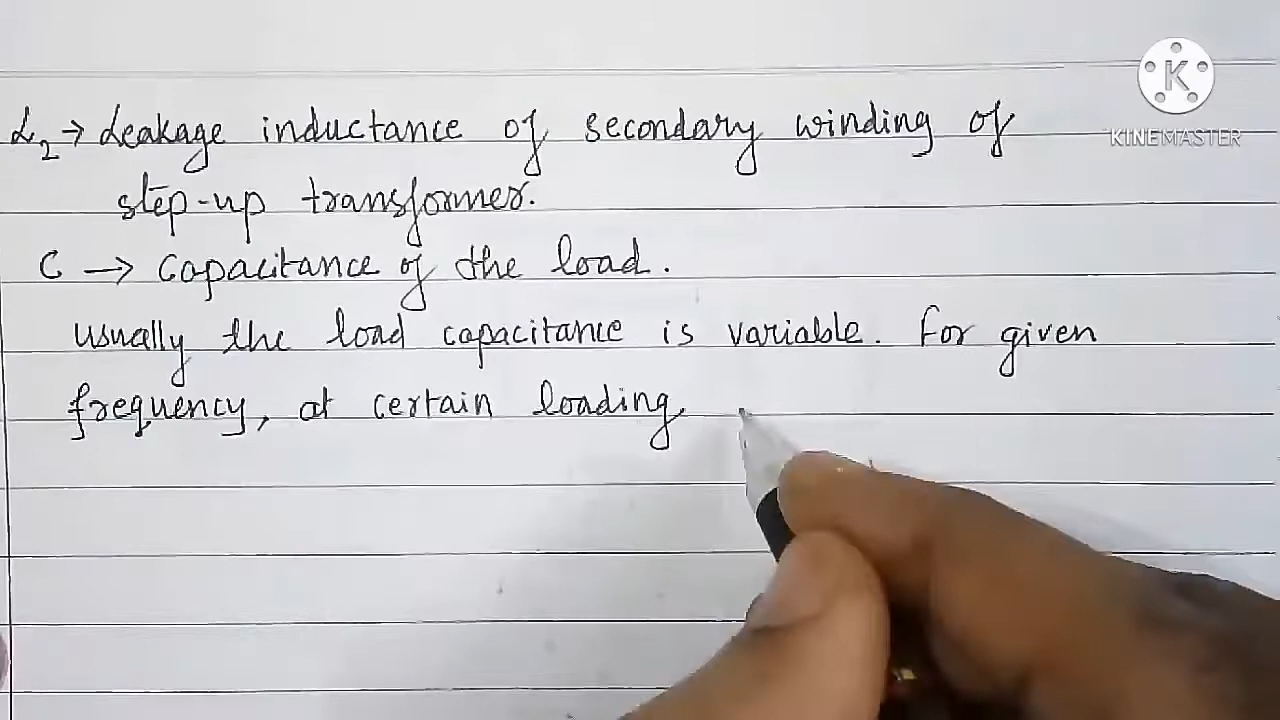 L2 → Leakage inductance of secondary winding of
step-up transformer.
C → Capacitance of the load.
Usually the load capacitance is variable. For given
frequency, at certain loading,
K
KINEMASTER